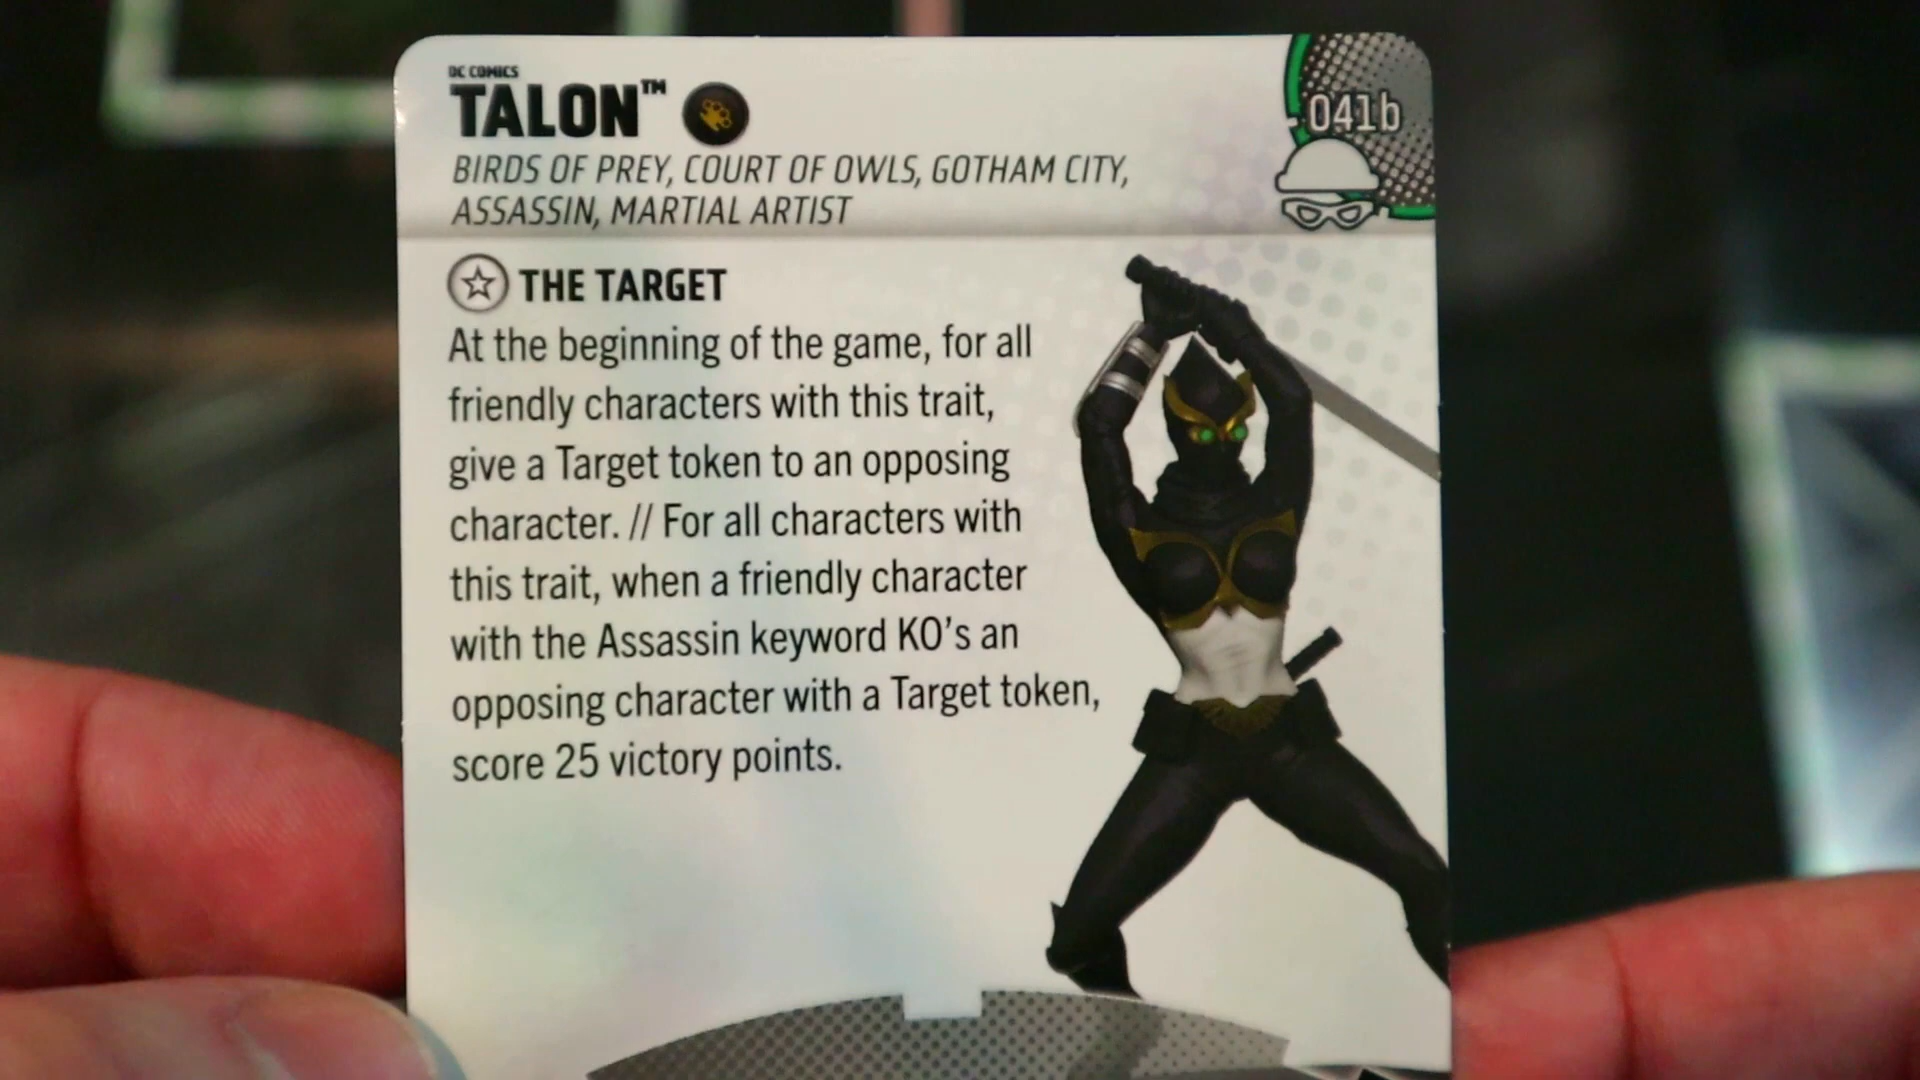 DC COMICS
TALON™
041b
BIRDS OF PREY, COURT OF OWLS, GOTHAM CITY,
ASSASSIN, MARTIAL ARTIST
THE TARGET
At the beginning of the game, for all
friendly characters with this trait,
give a Target token to an opposing
character. // For all characters with
this trait, when a friendly character
with the Assassin keyword KO's an
opposing character with a Target token,
score 25 victory points.